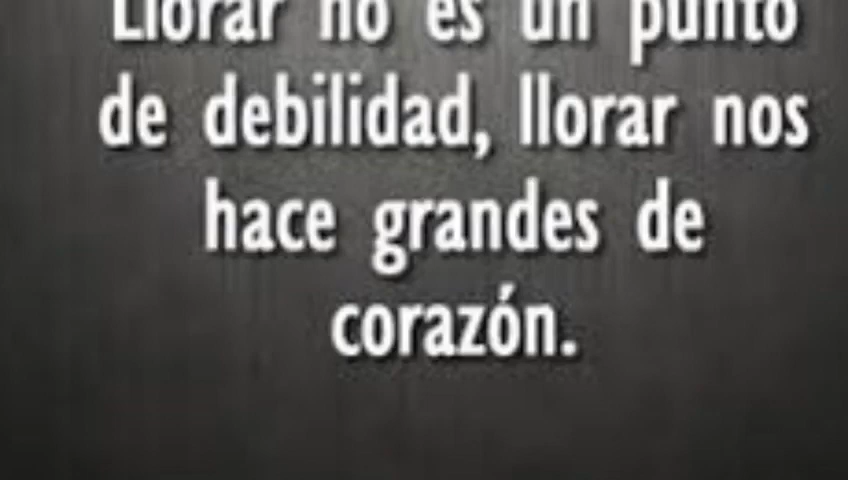 Llorar no es un punto
de debilidad, llorar nos
hace grandes de
corazón.